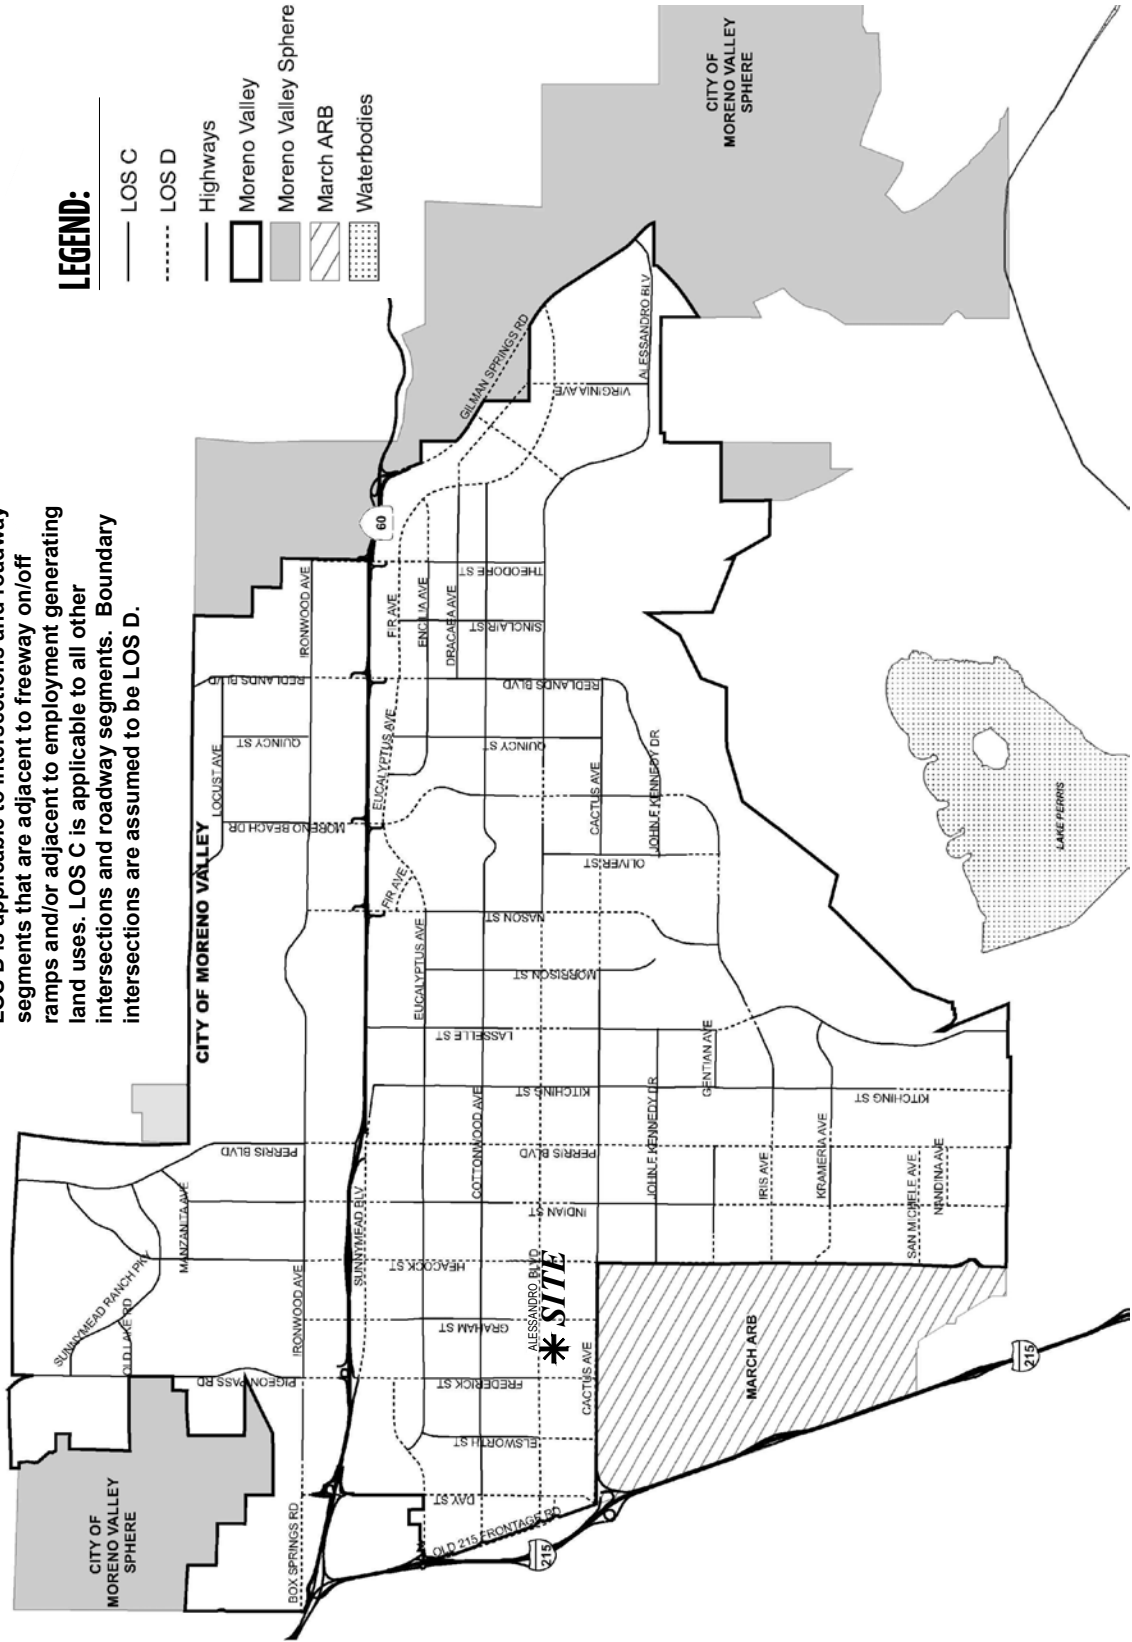 LOS D is applicable to intersections and roadway
segments that are adjacent to freeway on/off
ramps and/or adjacent to employment generating
land uses. LOS C is applicable to all other
intersections and roadway segments. Boundary
intersections are assumed to be LOS D.
LEGEND:
LOS C
LOS D
Highways
Moreno Valley
Moreno Valley Sphere
March ARB
Waterbodies
CITY OF
MORENO VALLEY
SPHERE
CITY OF
MORENO VALLEY
SPHERE
CITY OF MORENO VALLEY
SUNNYMEAD RANCH PKY
OLD LAKE RD
MANZANITA AVE
PIGEON PASS RD
PERRIS BLVD
BOX SPRINGS RD
IRONWOOD AVE
IRONWOOD AVE
LOCUST AVE
MORENO BEACH DR
QUINCY ST
REDLANDS BLVD
60
SUNNYMEAD BLV
EUCALYPTUS AVE
FIR AVE
FIR AVE
EUCALYPTUS AVE
ENCILIA AVE
DRACAEA AVE
GILMAN SPRINGS RD
VIRGINIA AVE
ALESSANDRO BLV
THEODORE ST
SINCLAIR ST
REDLANDS BLVD
QUINCY ST
OLIVER ST
NASON ST
MORRISON ST
LASSELLE ST
KITCHING ST
PERRIS BLVD
INDIAN ST
HEACOCK ST
GRAHAM ST
FREDERICK ST
ELSWORTH ST
DAY ST
OLD 215 FRONTAGE RD
215
COTTONWOOD AVE
ALESSANDRO BLVD
SITE
CACTUS AVE
CACTUS AVE
JOHN F KENNEDY DR
JOHN F KENNEDY DR
GENTIAN AVE
IRIS AVE
KRAMERIA AVE
KITCHING ST
SAN MICHELE AVE
NANDINA AVE
MARCH ARB
215
LAKE PERRIS